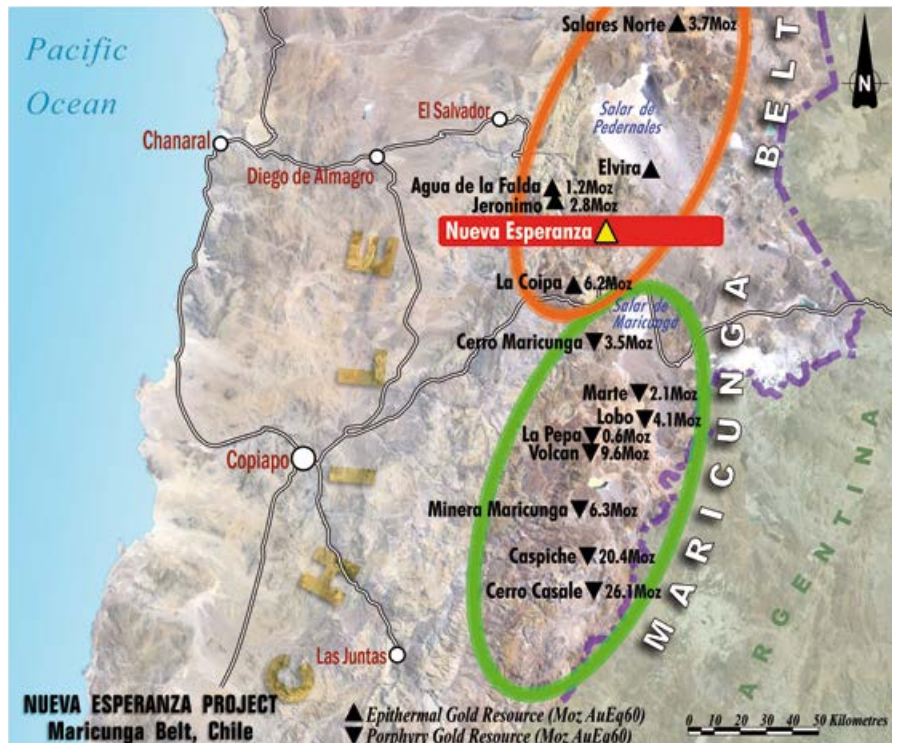 Pacific
Ocean
Salares Norte 3.7Moz
BELT
N
Salar de
Pedernales
El Salvador
Chanaral
Diego de Almagro
Elvira
Agua de la Falda 1.2Moz
Jeronimo 2.8Moz
Nueva Esperanza
La Coipa 6.2Moz
Salar de
Maricunga
Cerro Maricunga 3.5Moz
Marte 2.1Moz
Lobo 4.1Moz
La Pepa 0.6Moz
Volcan 9.6Moz
Copiapo
Minera Maricunga 6.3Moz
Caspiche 20.4Moz
Cerro Casale 26.1Moz
MARICUNGA
CHILE
ARGENTINA
Las Juntas
NUEVA ESPERANZA PROJECT
Maricunga Belt, Chile
Epithermal Gold Resource (Moz AuEq60)
Porphyry Gold Resource (Moz AuEq60)
0 10 20 30 40 50 Kilometres